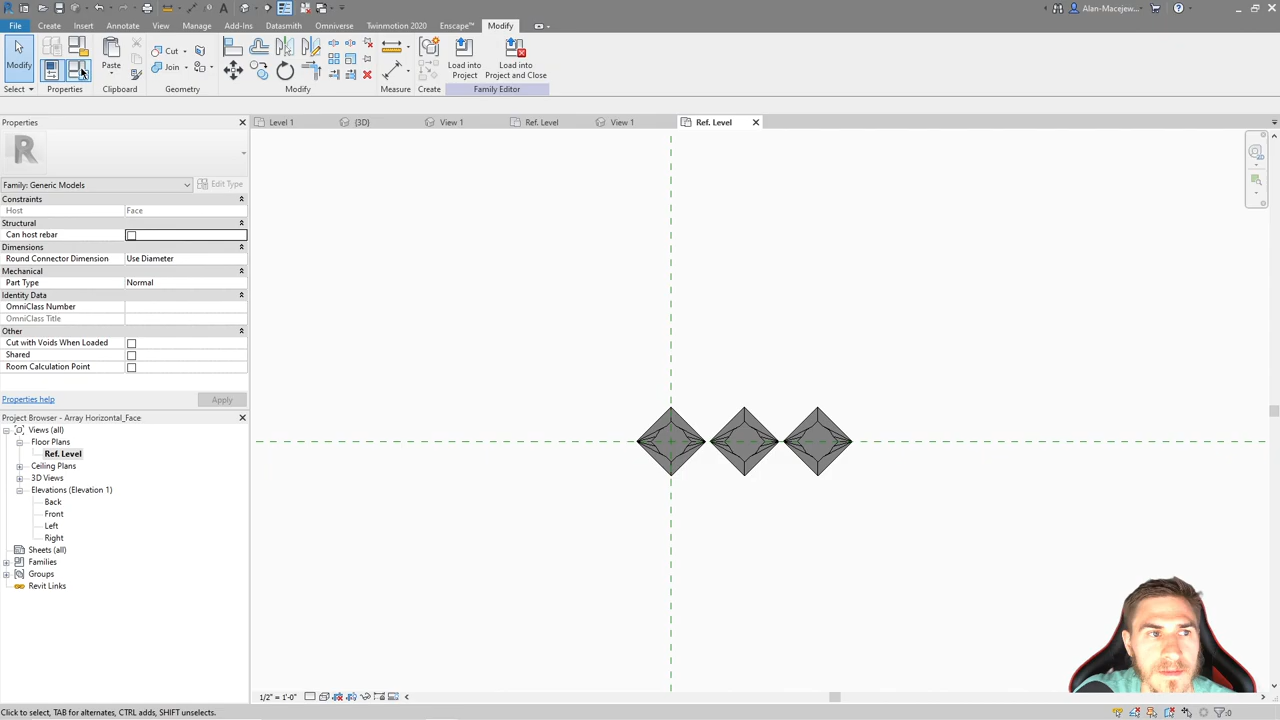 Alan-Macejew...
File Create Insert Annotate View Manage Add-Ins Datasmith Omniverse Twinmotion 2020 Enscape™ Modify
Modify Paste Cut Join Load into Project Load into Project and Close
Select Properties Clipboard Geometry Modify Measure Create Family Editor
Properties
Level 1 {3D} View 1 Ref. Level View 1 Ref. Level
R
Family: Generic Models Edit Type
Constraints
Host Face
Structural
Can host rebar
Dimensions
Round Connector Dimension Use Diameter
Mechanical
Part Type Normal
Identity Data
OmniClass Number
OmniClass Title
Other
Cut with Voids When Loaded
Shared
Room Calculation Point
Properties help Apply
Project Browser - Array Horizontal_Face
Views (all)
Floor Plans
Ref. Level
Ceiling Plans
3D Views
Elevations (Elevation 1)
Back
Front
Left
Right
Sheets (all)
Families
Groups
Revit Links
1/2" = 1'-0"
Click to select, TAB for alternates, CTRL adds, SHIFT unselects.
:0